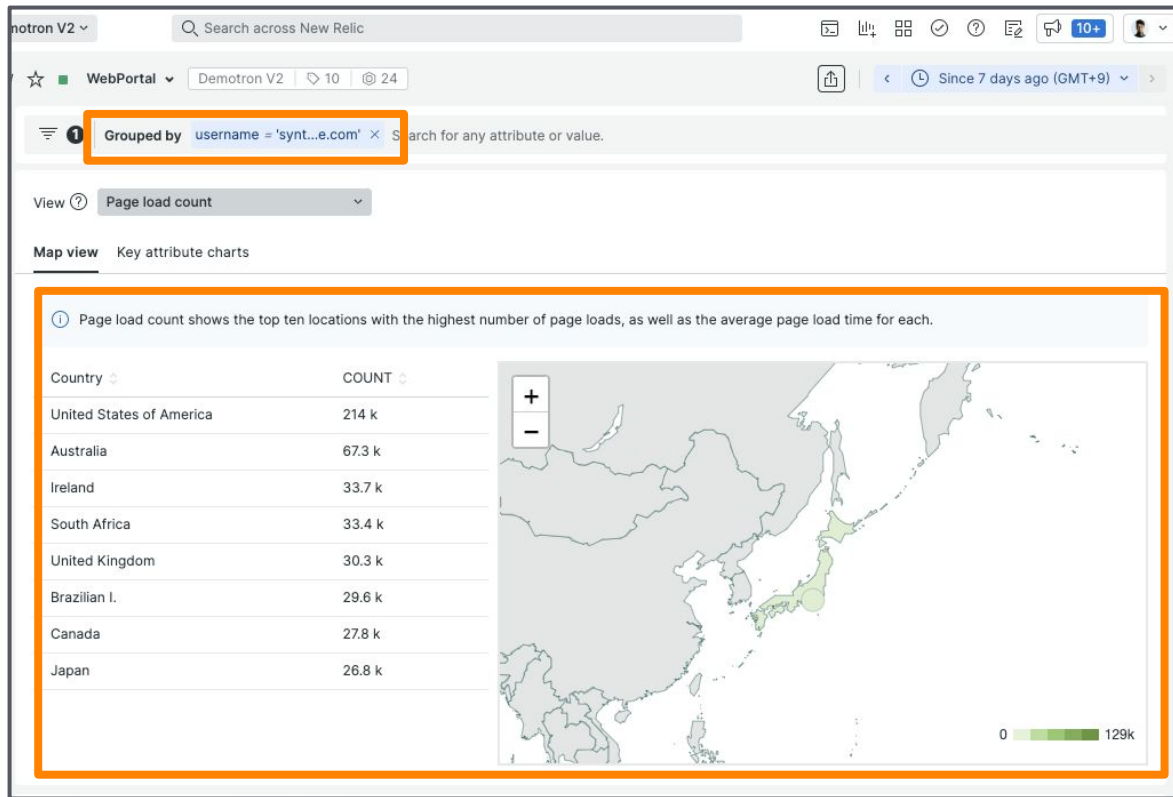 notron V2
Search across New Relic
10+
WebPortal
Demotron V2
10
24
Since 7 days ago (GMT+9)
1
Grouped by username = 'synt...e.com' × Search for any attribute or value.
View ? Page load count
Map view Key attribute charts
Page load count shows the top ten locations with the highest number of page loads, as well as the average page load time for each.
Country COUNT
United States of America 214 k
Australia 67.3 k
Ireland 33.7 k
South Africa 33.4 k
United Kingdom 30.3 k
Brazilian I. 29.6 k
Canada 27.8 k
Japan 26.8 k
+
−
0 129k